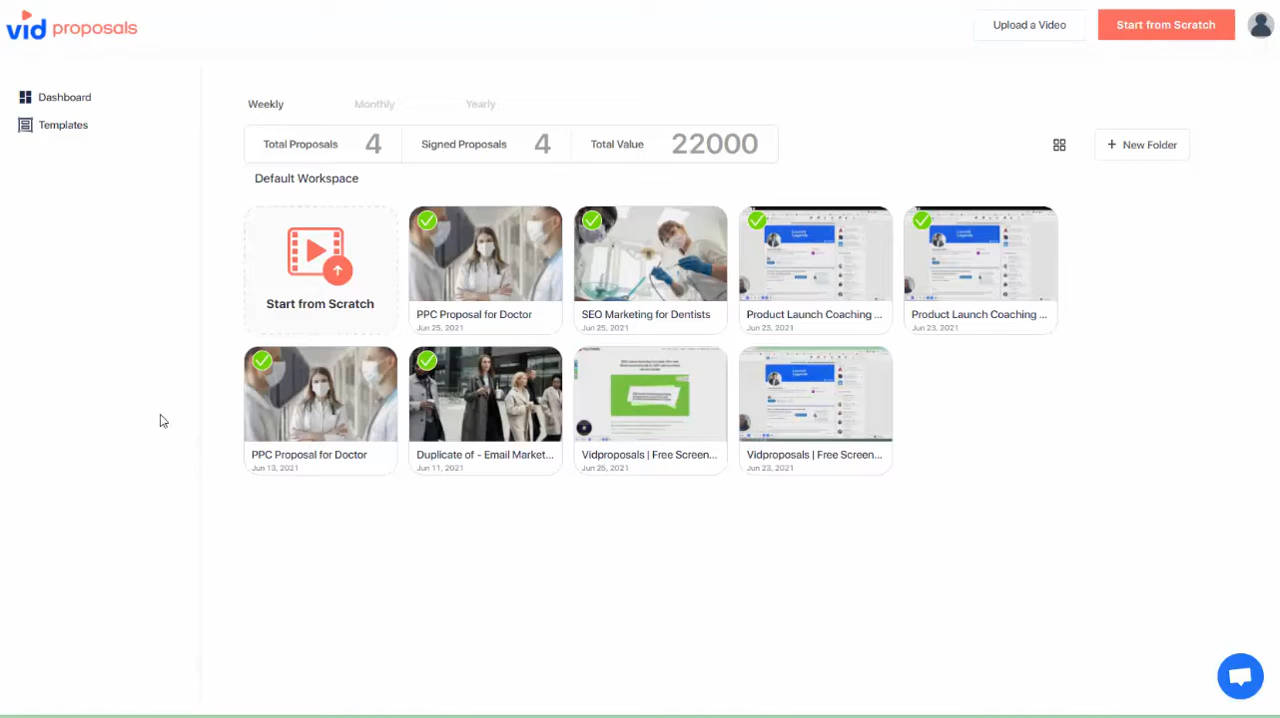 vid proposals
Upload a Video
Start from Scratch
Dashboard
Templates
Weekly
Monthly
Yearly
Total Proposals 4
Signed Proposals 4
Total Value 22000
+ New Folder
Default Workspace
Start from Scratch
PPC Proposal for Doctor
Jun 25, 2021
SEO Marketing for Dentists
Jun 25, 2021
Product Launch Coaching ...
Jun 23, 2021
Product Launch Coaching ...
Jun 23, 2021
PPC Proposal for Doctor
Jun 13, 2021
Duplicate of - Email Market...
Jun 11, 2021
Vidproposals | Free Screen...
Jun 25, 2021
Vidproposals | Free Screen...
Jun 23, 2021